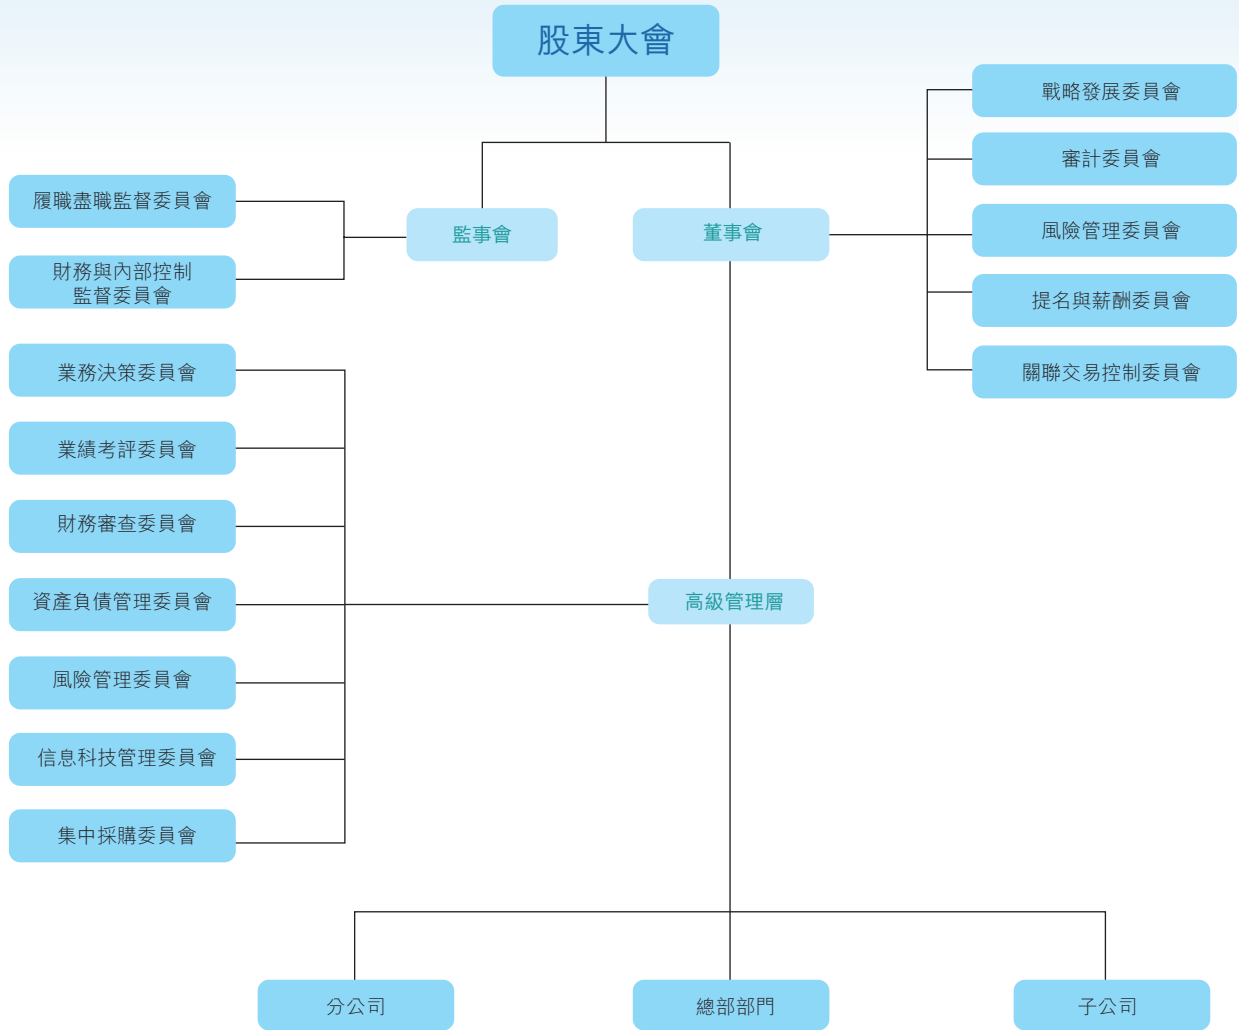 股東大會
戰略發展委員會
審計委員會
風險管理委員會
提名與薪酬委員會
關聯交易控制委員會
監事會
董事會
履職盡職監督委員會
財務與內部控制
監督委員會
業務決策委員會
業績考評委員會
財務審查委員會
資產負債管理委員會
風險管理委員會
信息科技管理委員會
集中採購委員會
高級管理層
分公司
總部部門
子公司